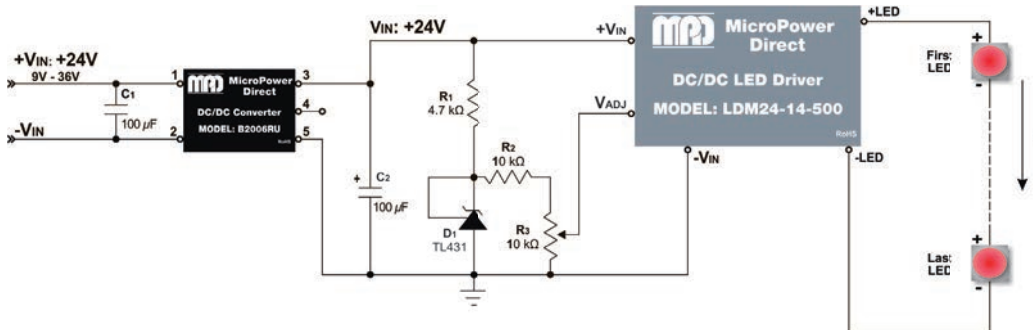 +VIN: +24V
9V - 36V
C1
100 µF
-VIN
1
2
MPD MicroPower
Direct
DC/DC Converter
MODEL: B2006RU
RoHS
3
4
5
VIN: +24V
+ C2
100 µF
R1
4.7 kΩ
R2
10 kΩ
R3
10 kΩ
D1
TL431
+VIN
VADJ
-VIN
MPD MicroPower
Direct
DC/DC LED Driver
MODEL: LDM24-14-500
RoHS
+LED
-LED
+
First
LED
-
+
Last
LED
-